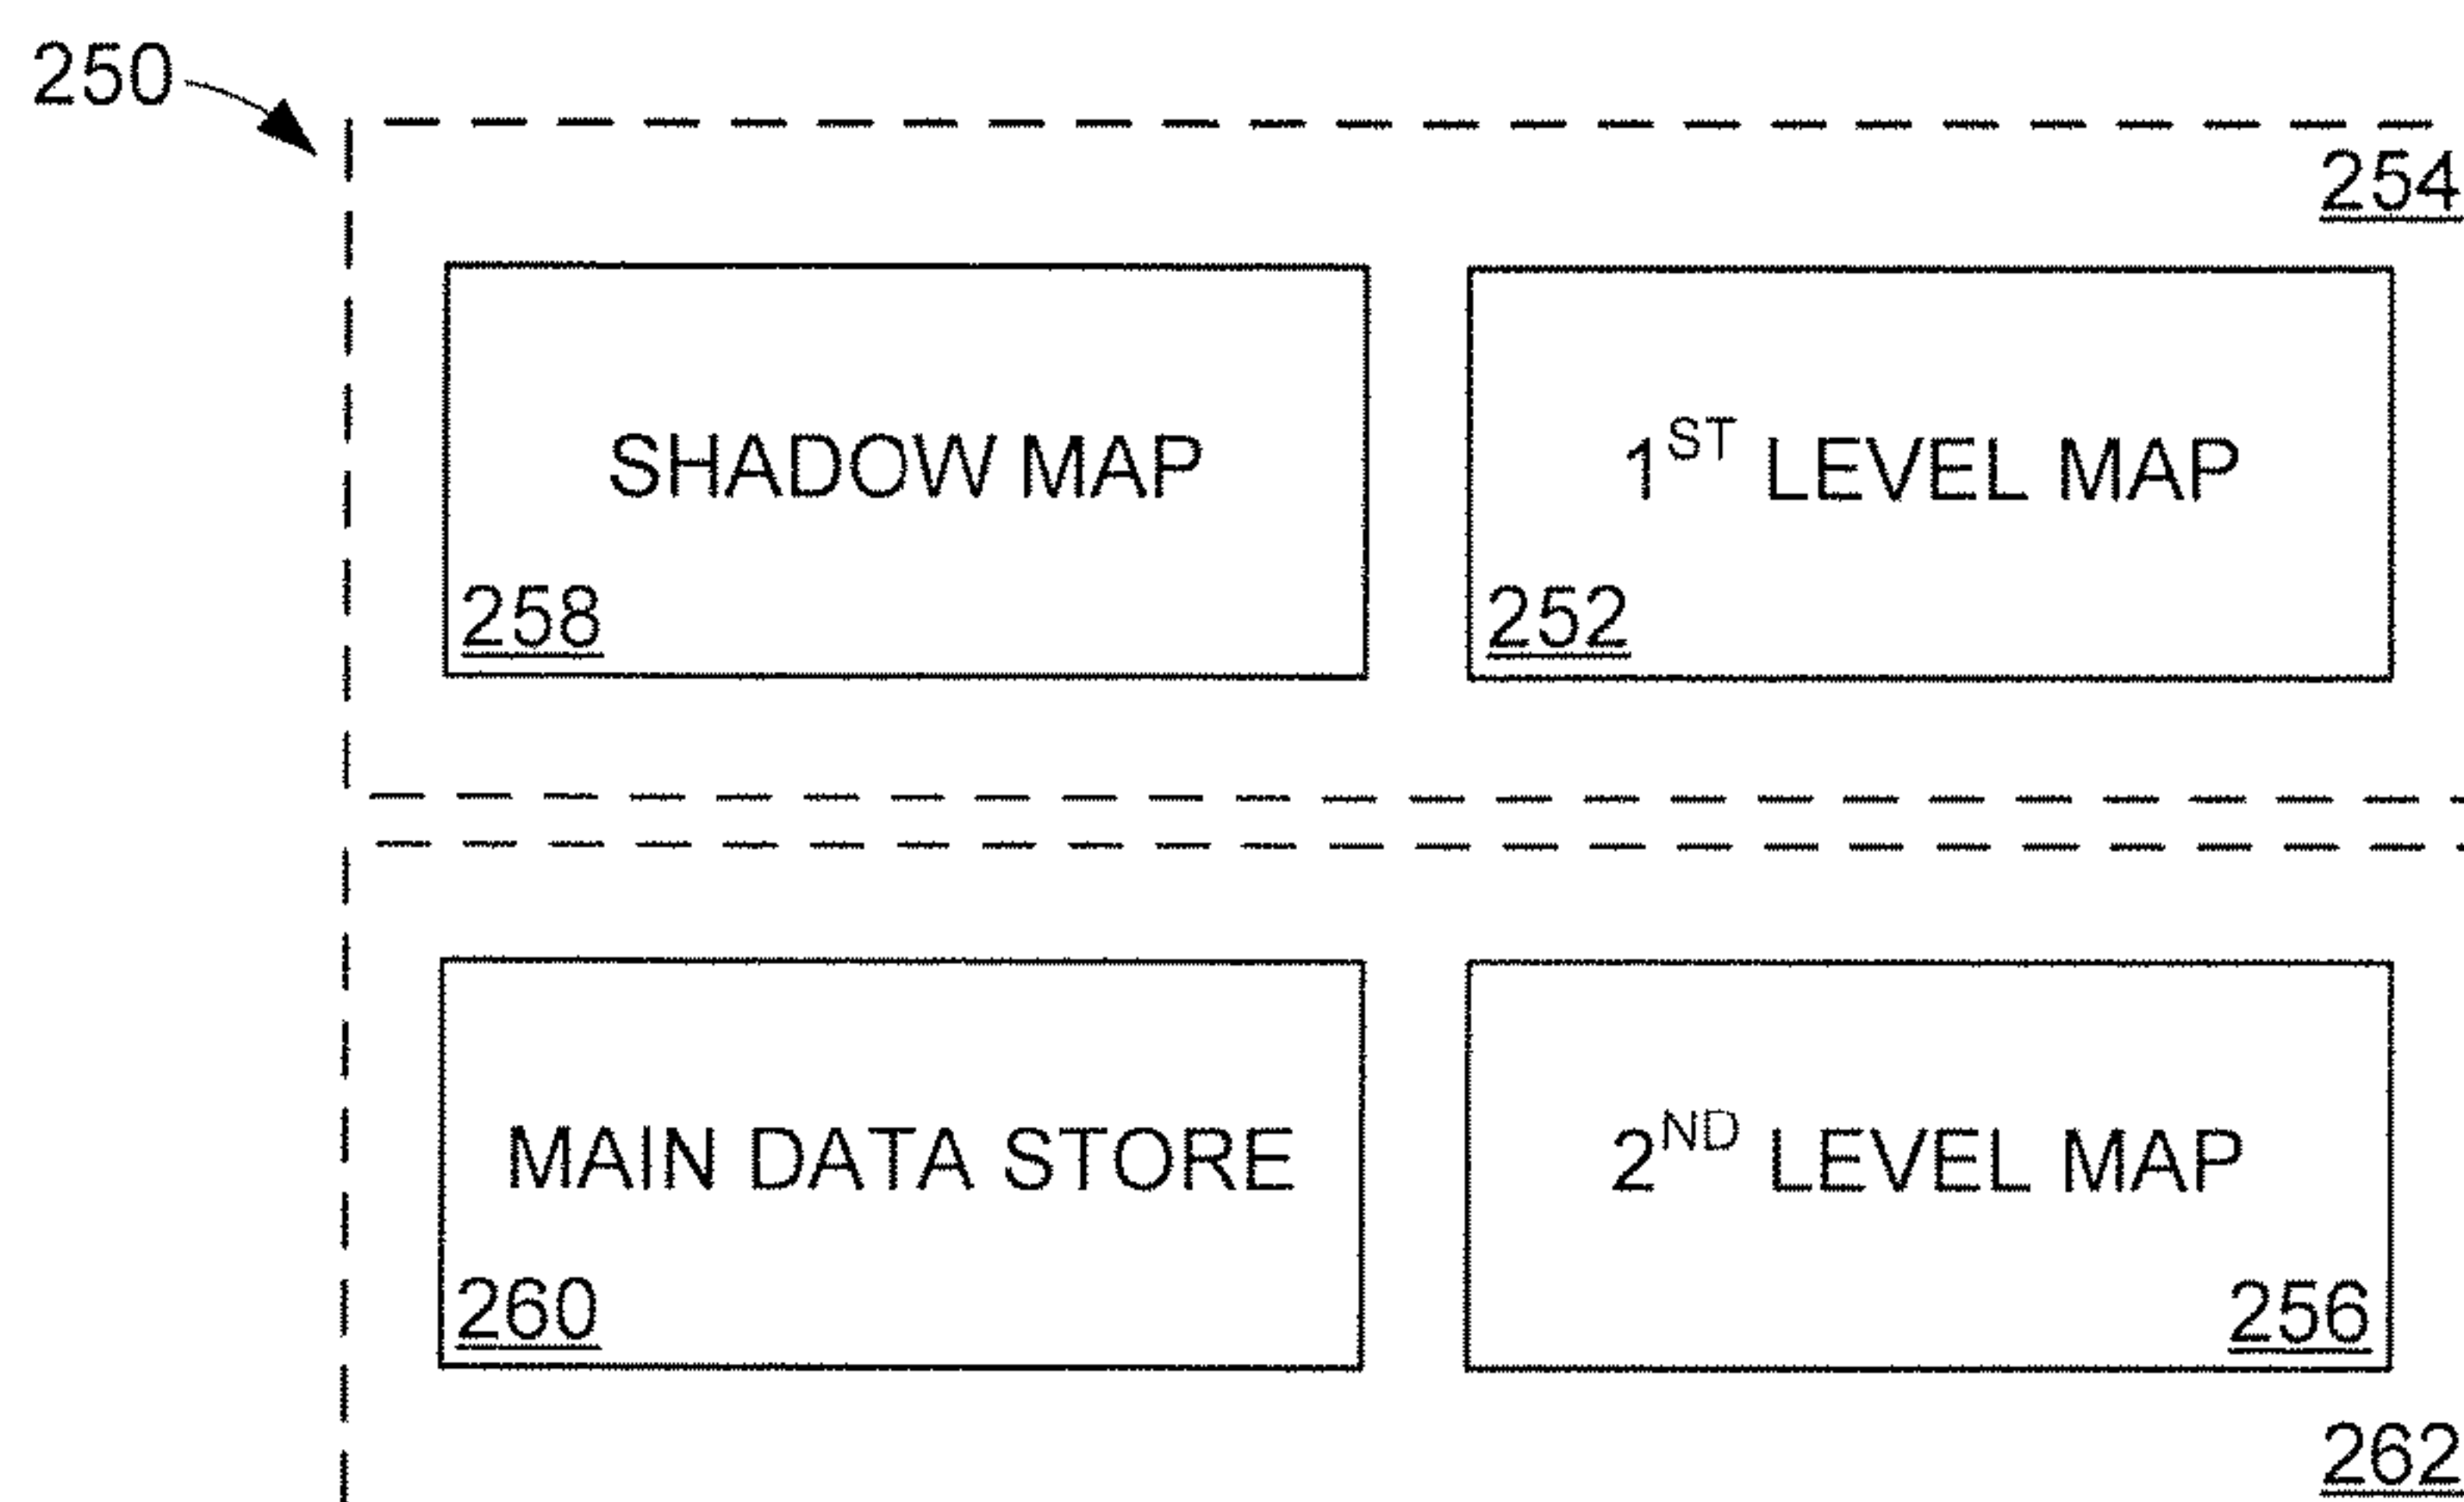 250
254
SHADOW MAP
258
1ST LEVEL MAP
252
MAIN DATA STORE
260
2ND LEVEL MAP
256
262